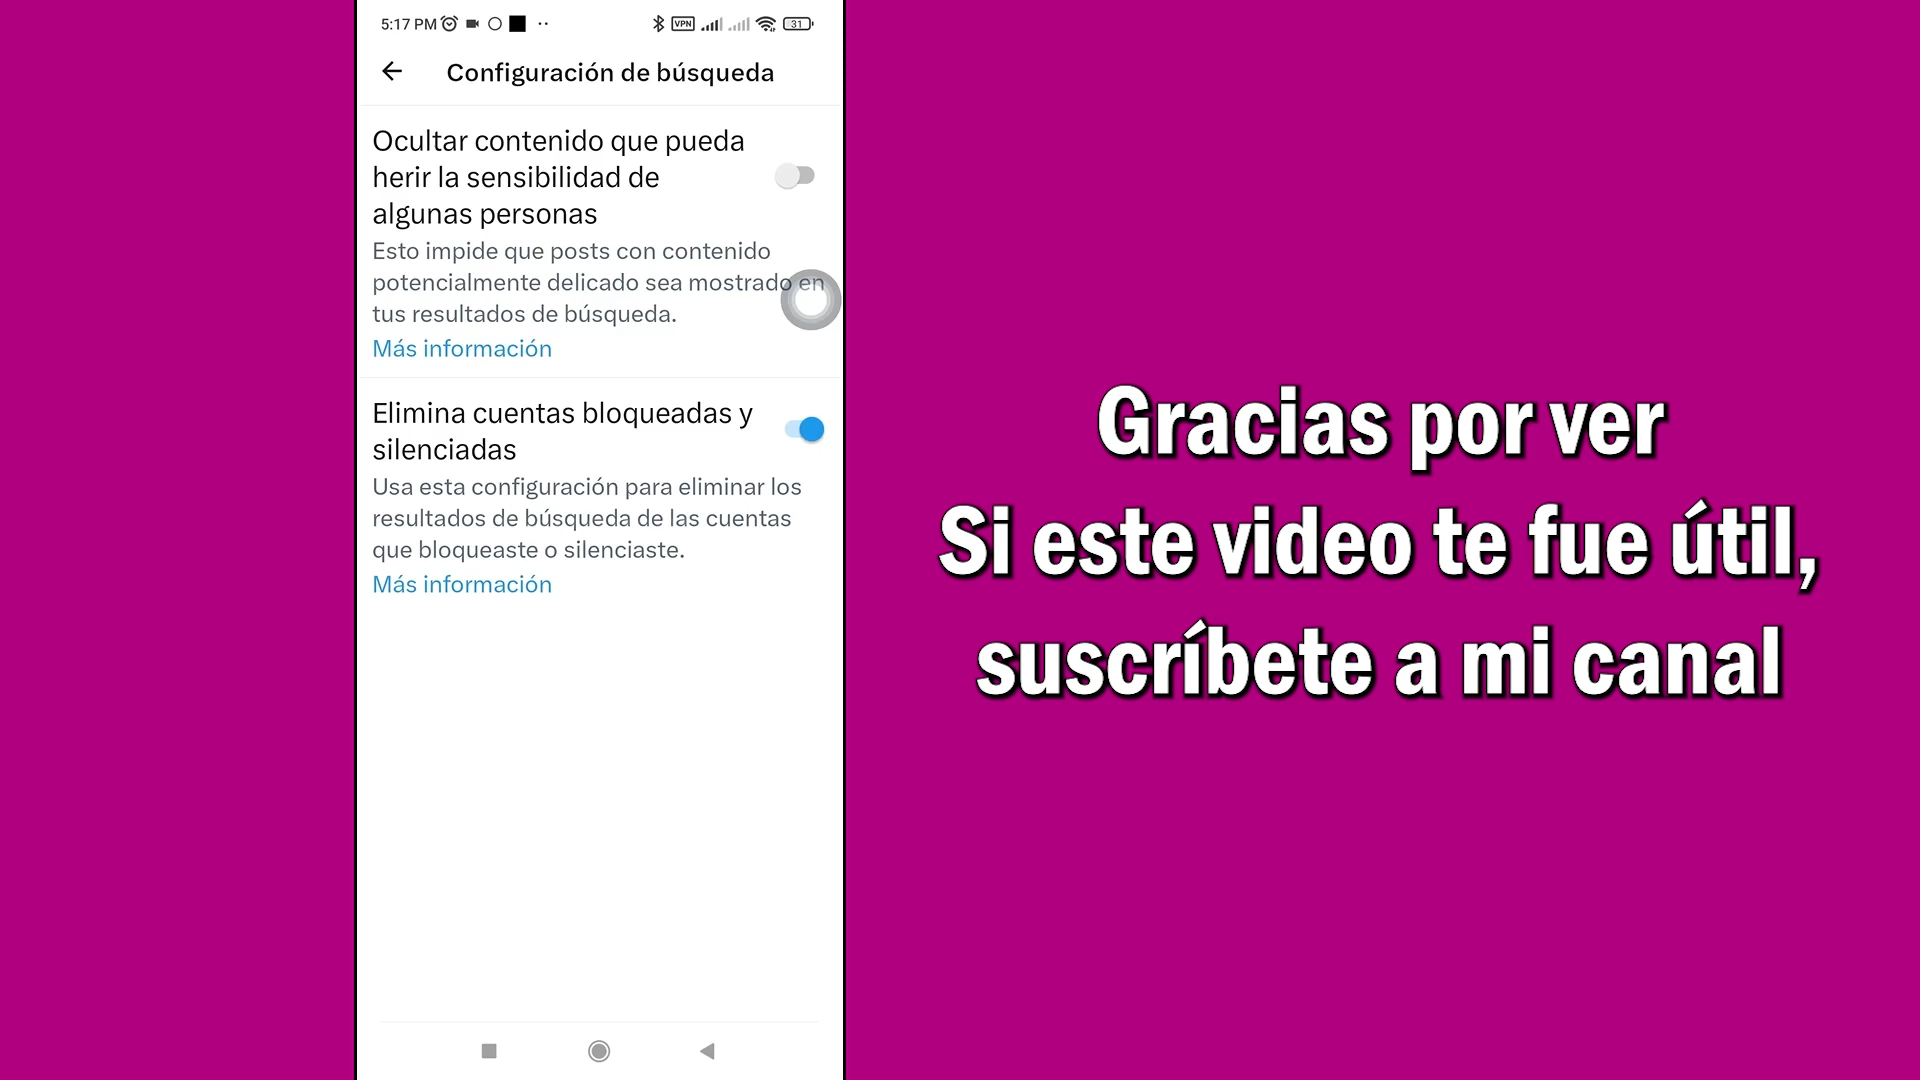 5:17 PM
VPN
31
Configuración de búsqueda
Ocultar contenido que pueda
herir la sensibilidad de
algunas personas
Esto impide que posts con contenido
potencialmente delicado sea mostrado en
tus resultados de búsqueda.
Más información
Elimina cuentas bloqueadas y
silenciadas
Usa esta configuración para eliminar los
resultados de búsqueda de las cuentas
que bloqueaste o silenciaste.
Más información
Gracias por ver
Si este video te fue útil,
suscríbete a mi canal